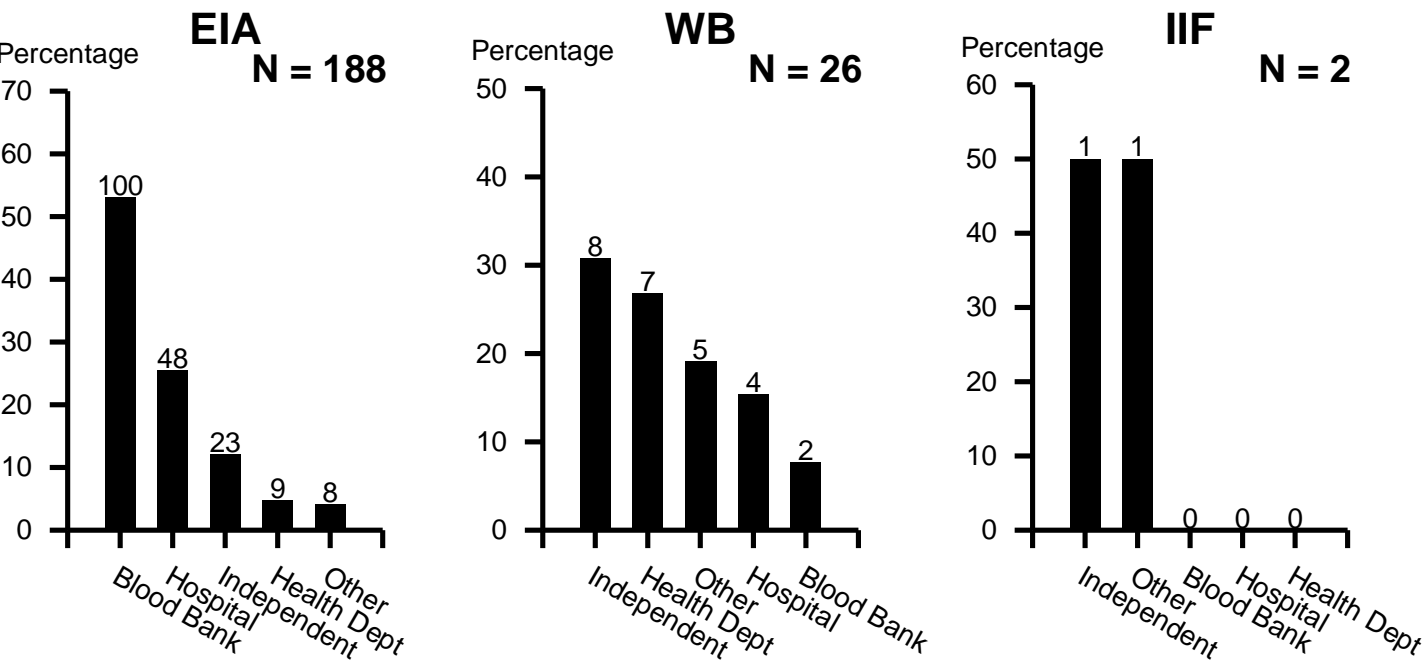 EIA
Percentage
N = 188
70
60
50
40
30
20
10
0
100
48
23
9
8
Blood Bank
Hospital
Independent
Health Dept
Other
WB
Percentage
N = 26
50
40
30
20
10
0
8
7
5
4
2
Independent
Health Dept
Other
Hospital
Blood Bank
IIF
Percentage
N = 2
60
50
40
30
20
10
0
1
1
0
0
0
Independent
Other
Blood Bank
Hospital
Health Dept